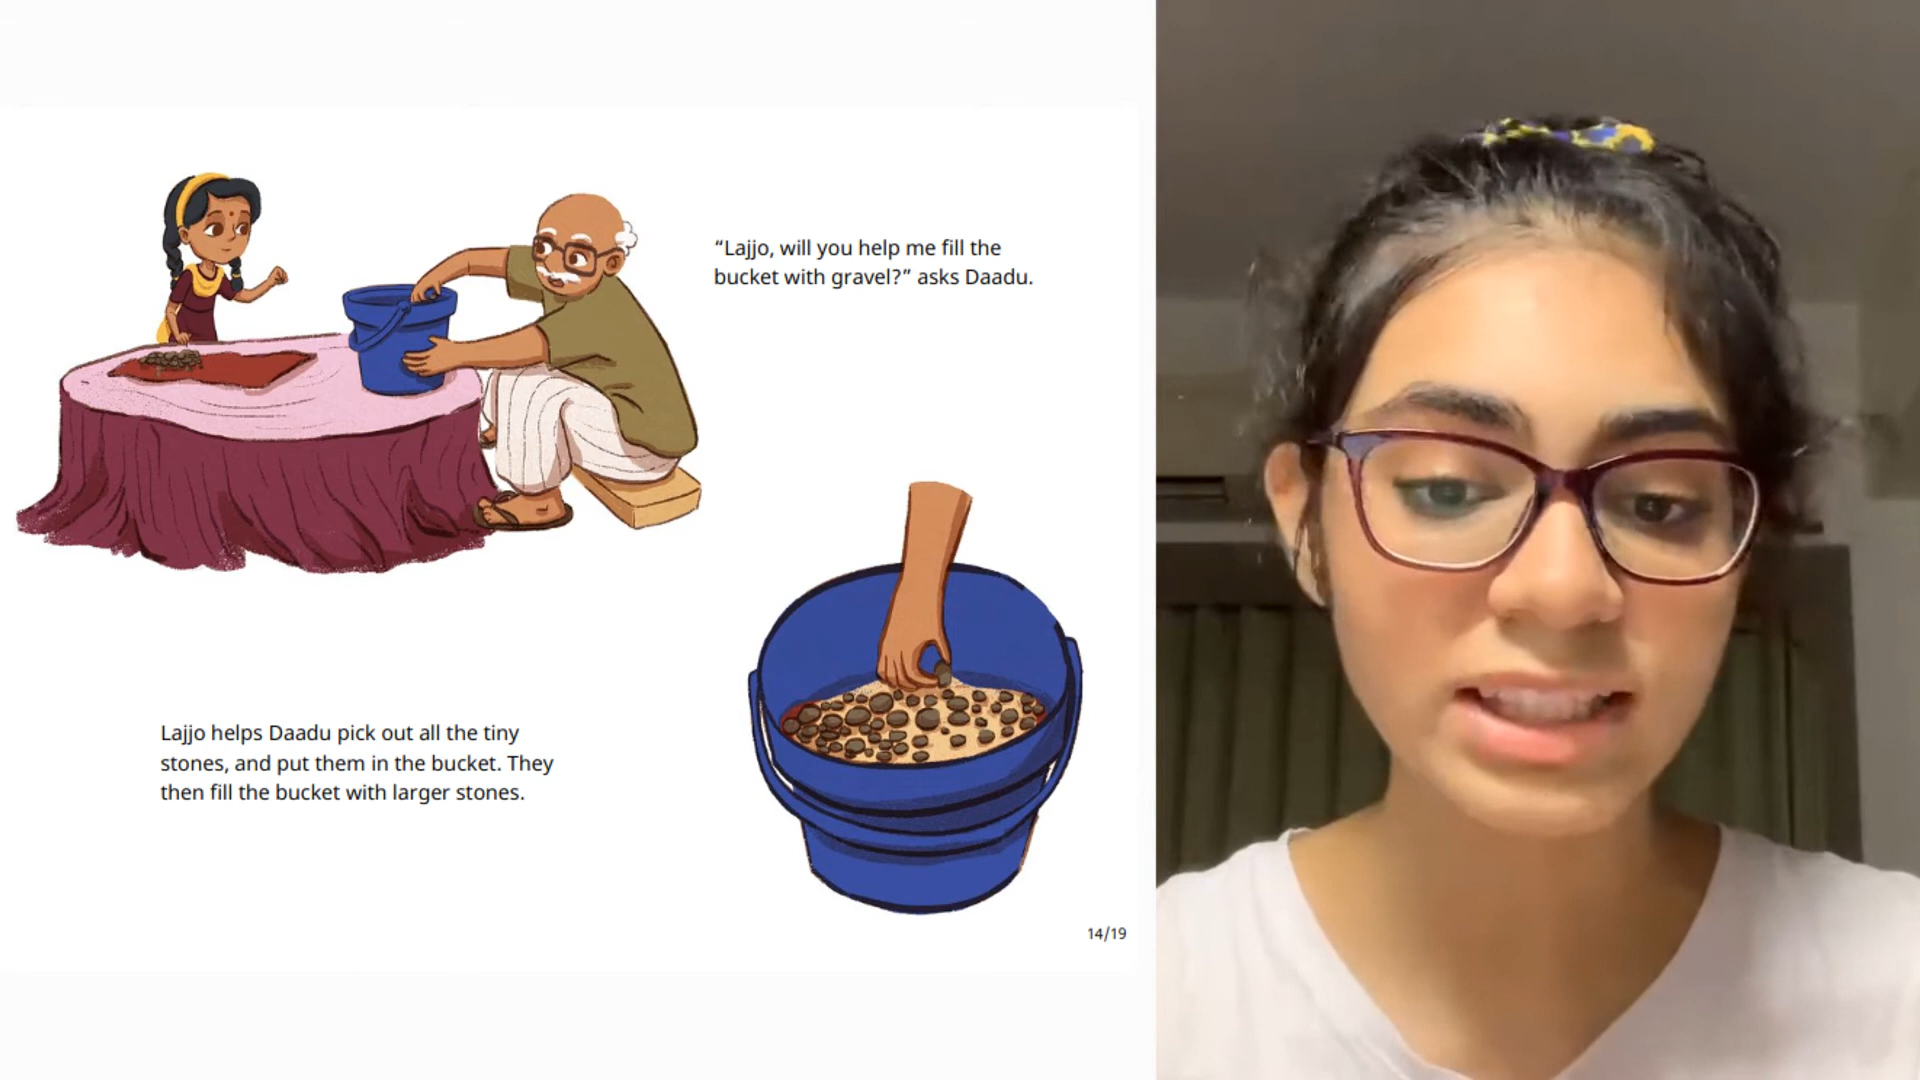 “Lajjo, will you help me fill the
bucket with gravel?” asks Daadu.
Lajjo helps Daadu pick out all the tiny
stones, and put them in the bucket. They
then fill the bucket with larger stones.
14/19